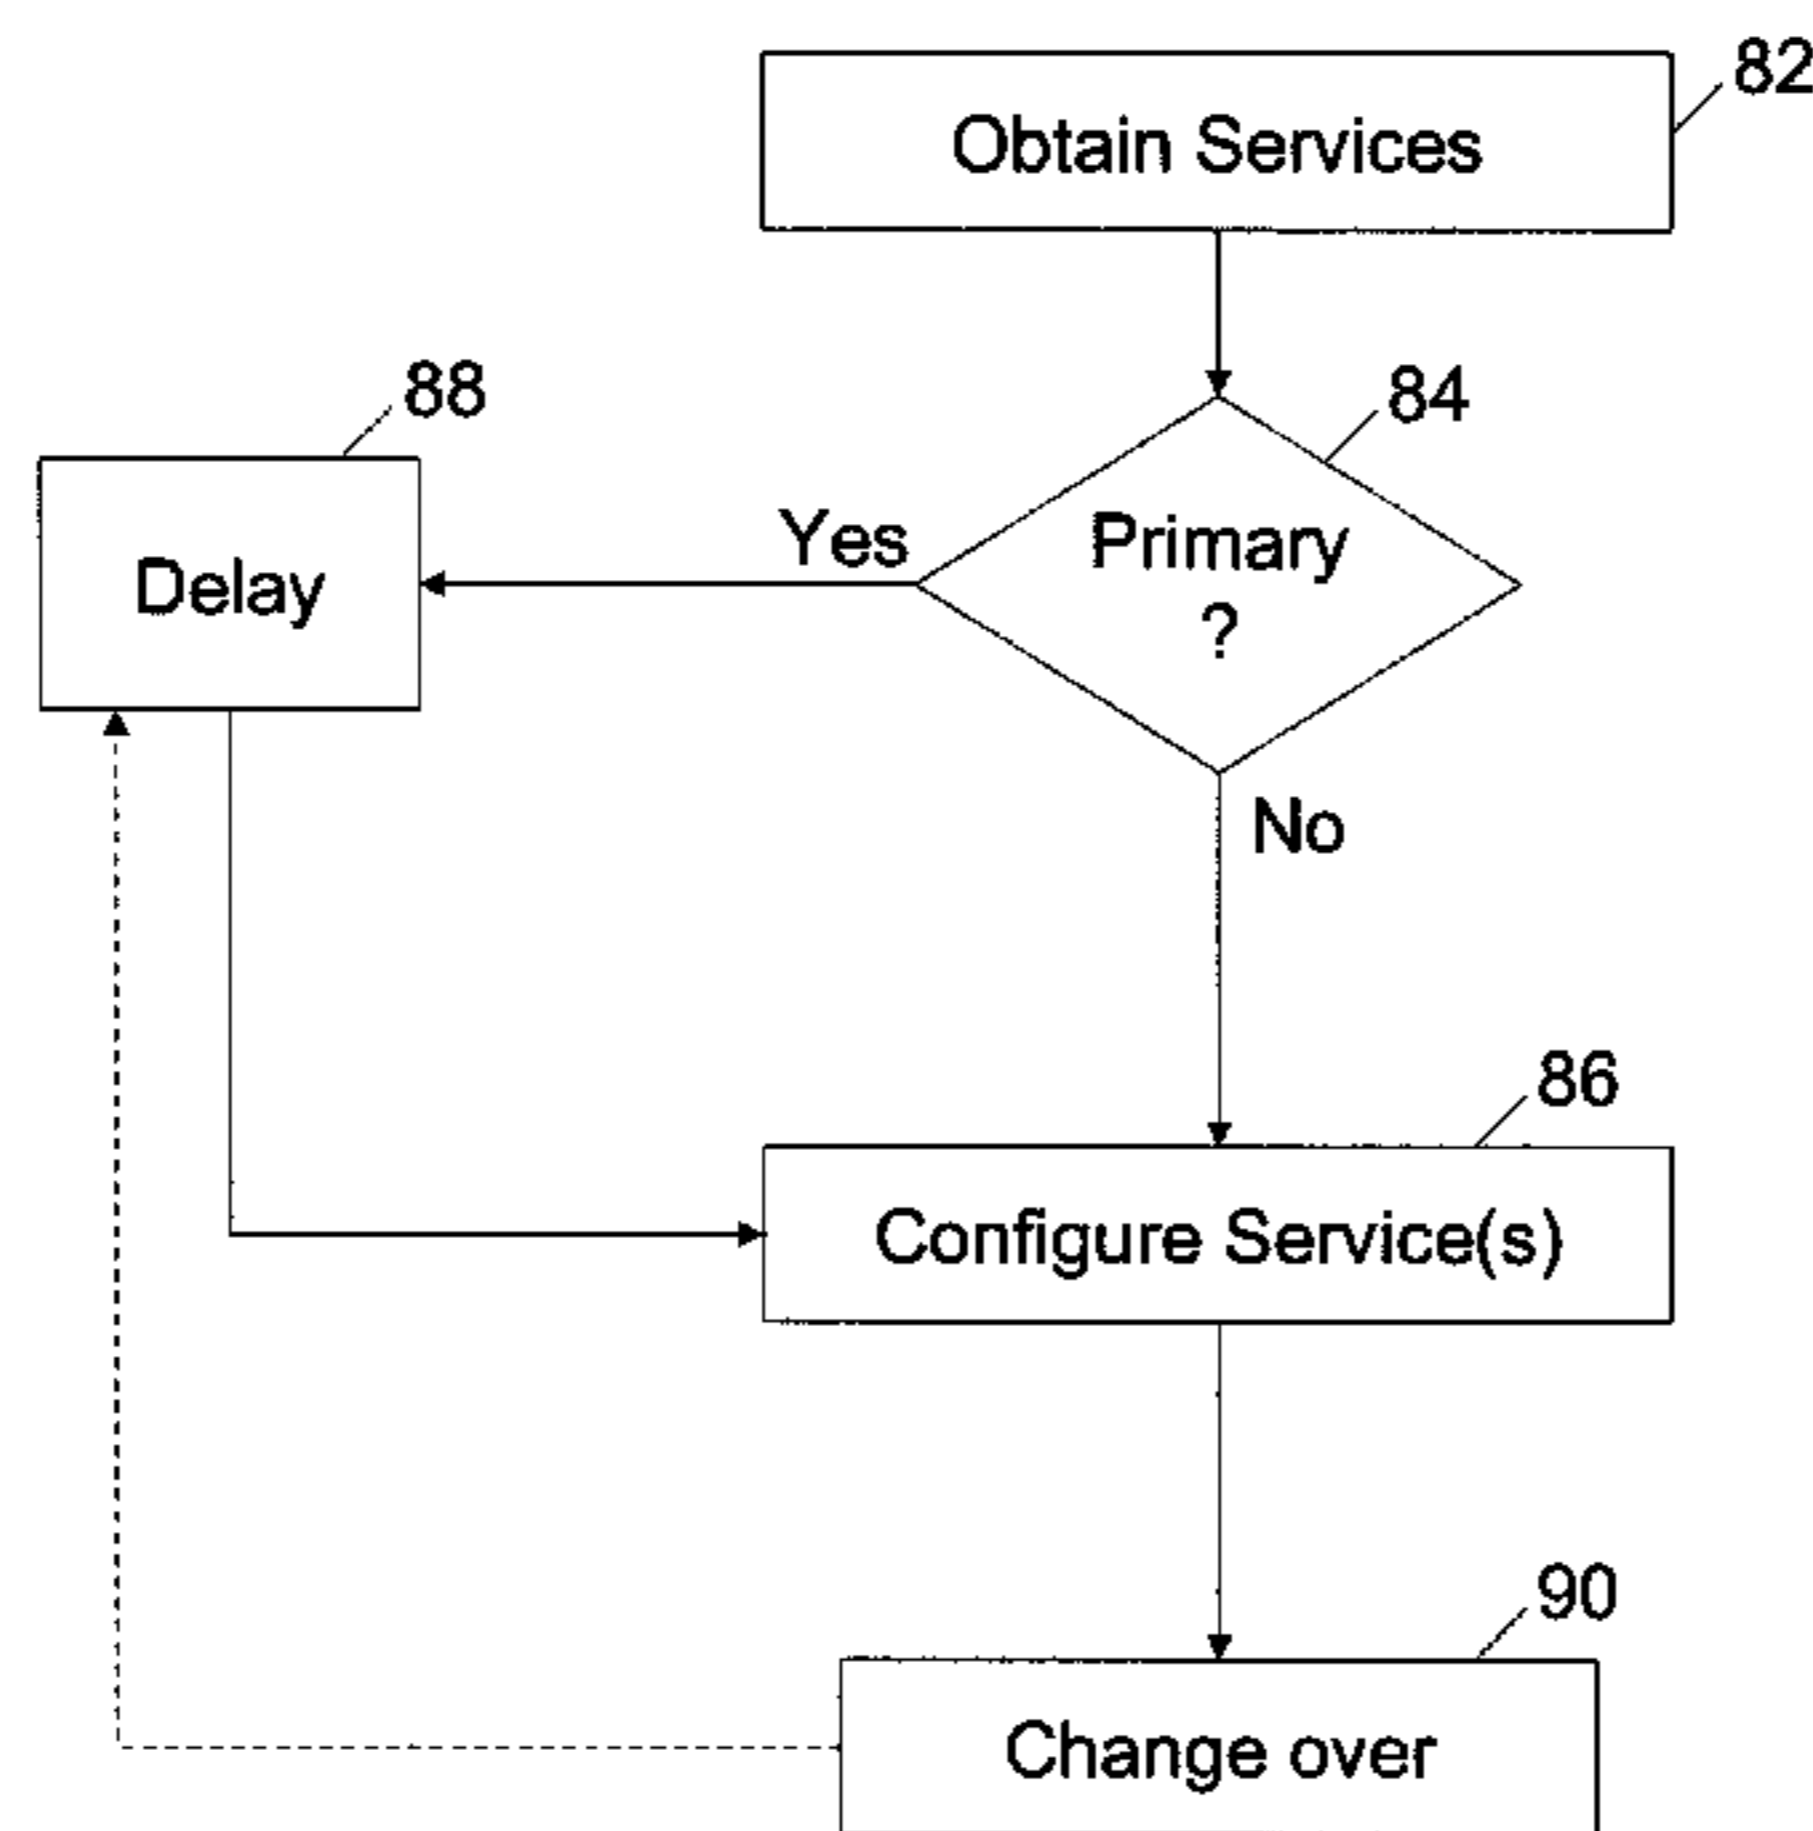 82
Obtain Services
88
84
Yes
Primary
?
Delay
No
86
Configure Service(s)
90
Change over